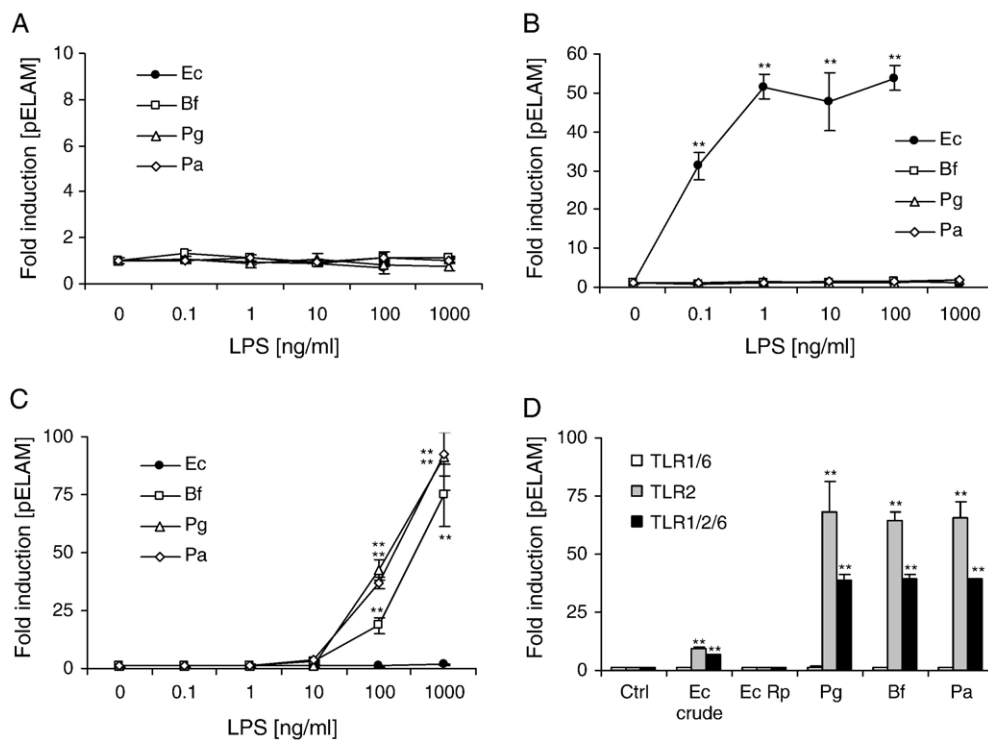 A
Fold induction [pELAM]
10
8
6
4
2
0
Ec
Bf
Pg
Pa
0 0.1 1 10 100 1000
LPS [ng/ml]
B
Fold induction [pELAM]
60
50
40
30
20
10
0
**
**
**
**
Ec
Bf
Pg
Pa
0 0.1 1 10 100 1000
LPS [ng/ml]
C
Fold induction [pELAM]
100
75
50
25
0
Ec
Bf
Pg
Pa
**
**
**
**
**
**
0 0.1 1 10 100 1000
LPS [ng/ml]
D
Fold induction [pELAM]
100
75
50
25
0
TLR1/6
TLR2
TLR1/2/6
** **
** **
** **
** **
Ctrl Ec Ec Rp Pg Bf Pa
crude